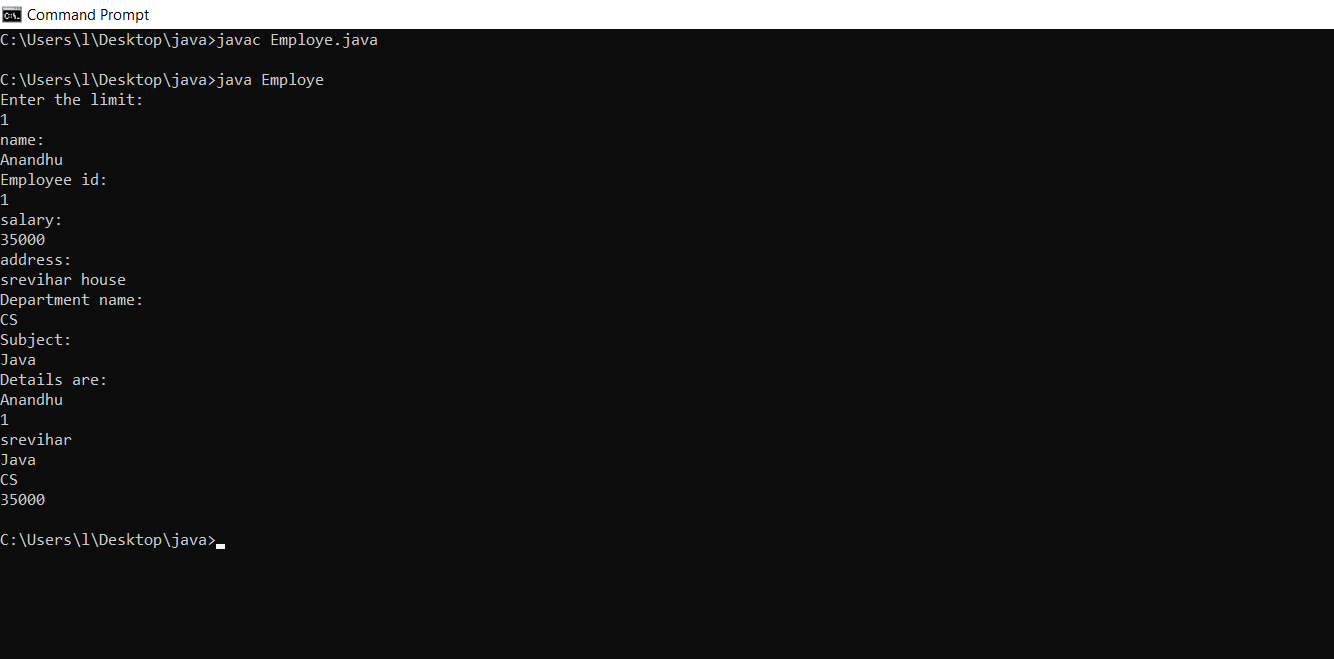 Command Prompt
C:\Users\l\Desktop\java>javac Employe.java
C:\Users\l\Desktop\java>java Employe
Enter the limit:
1
name:
Anandhu
Employee id:
1
salary:
35000
address:
srevihar house
Department name:
CS
Subject:
Java
Details are:
Anandhu
1
srevihar
Java
CS
35000
C:\Users\l\Desktop\java>